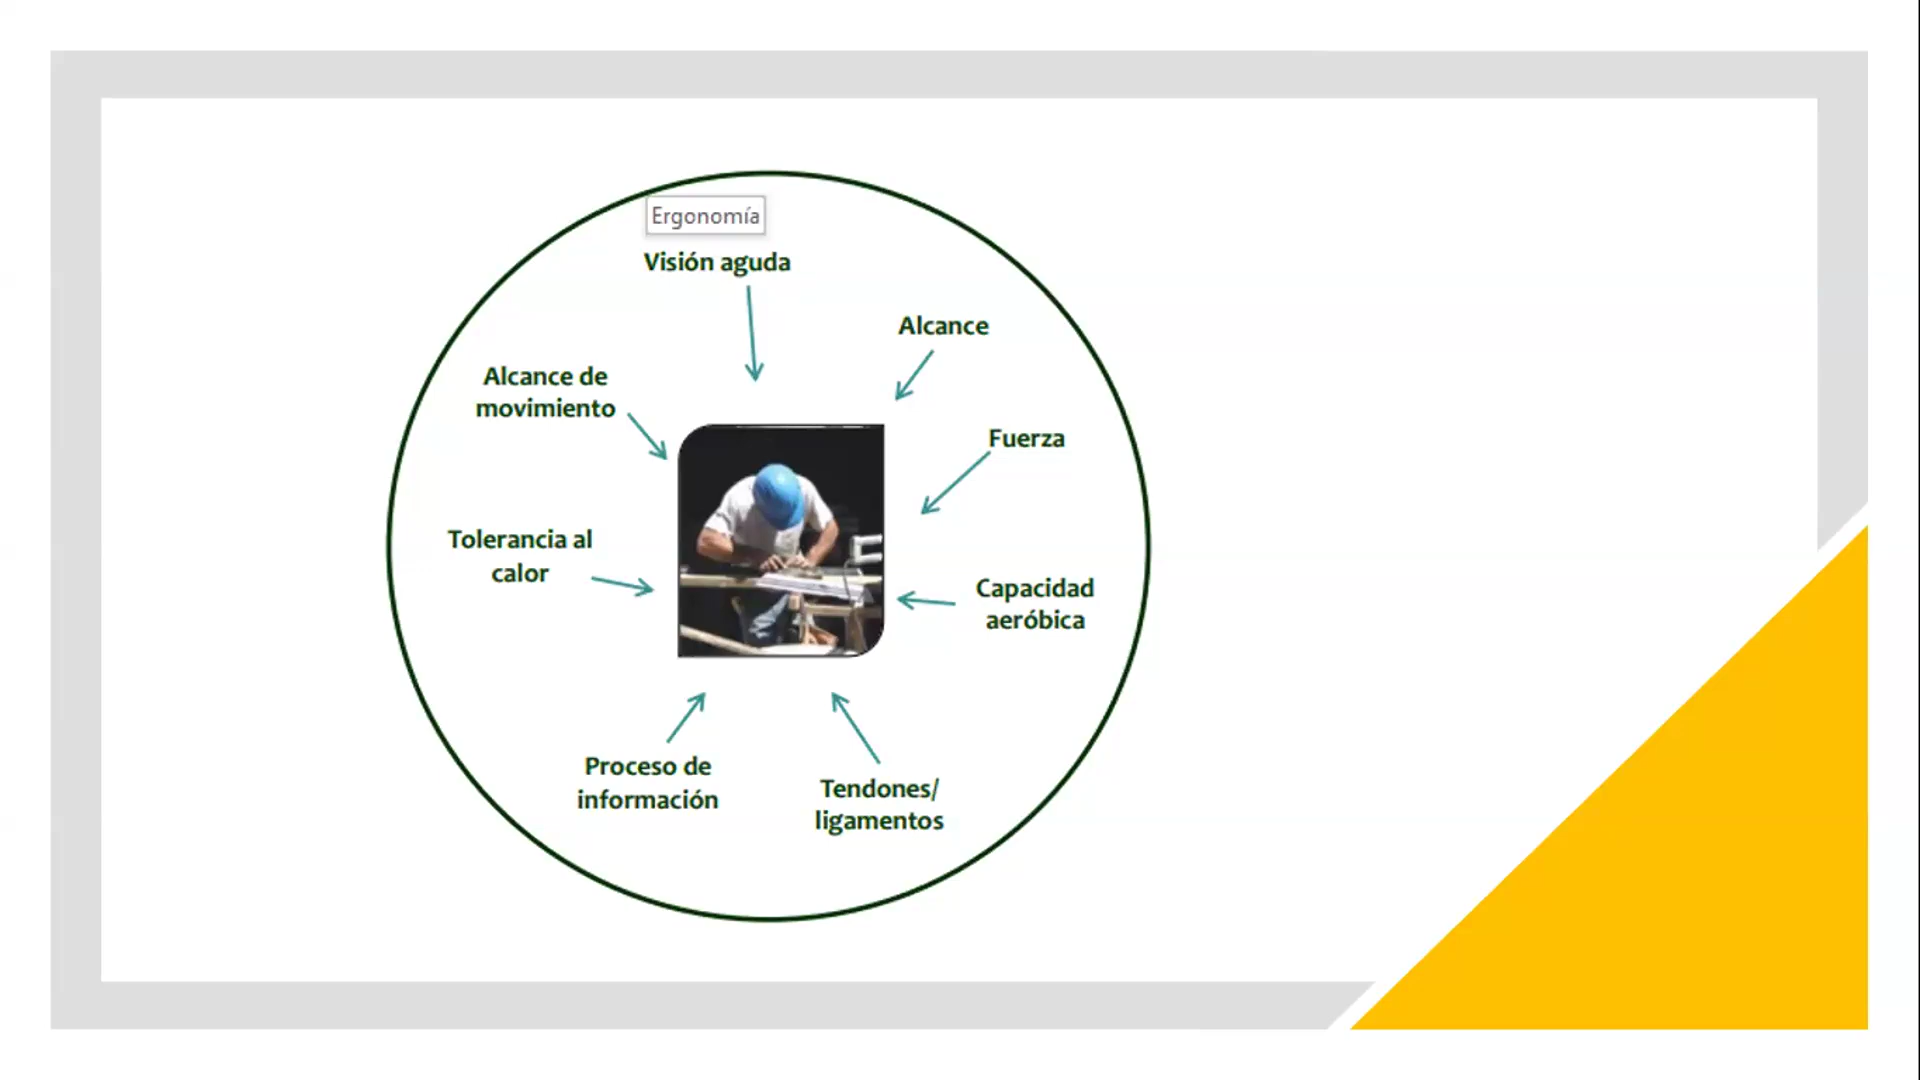 Ergonomía
Visión aguda
Alcance
Alcance de
movimiento
Fuerza
Tolerancia al
calor
Capacidad
aeróbica
Proceso de
información
Tendones/
ligamentos